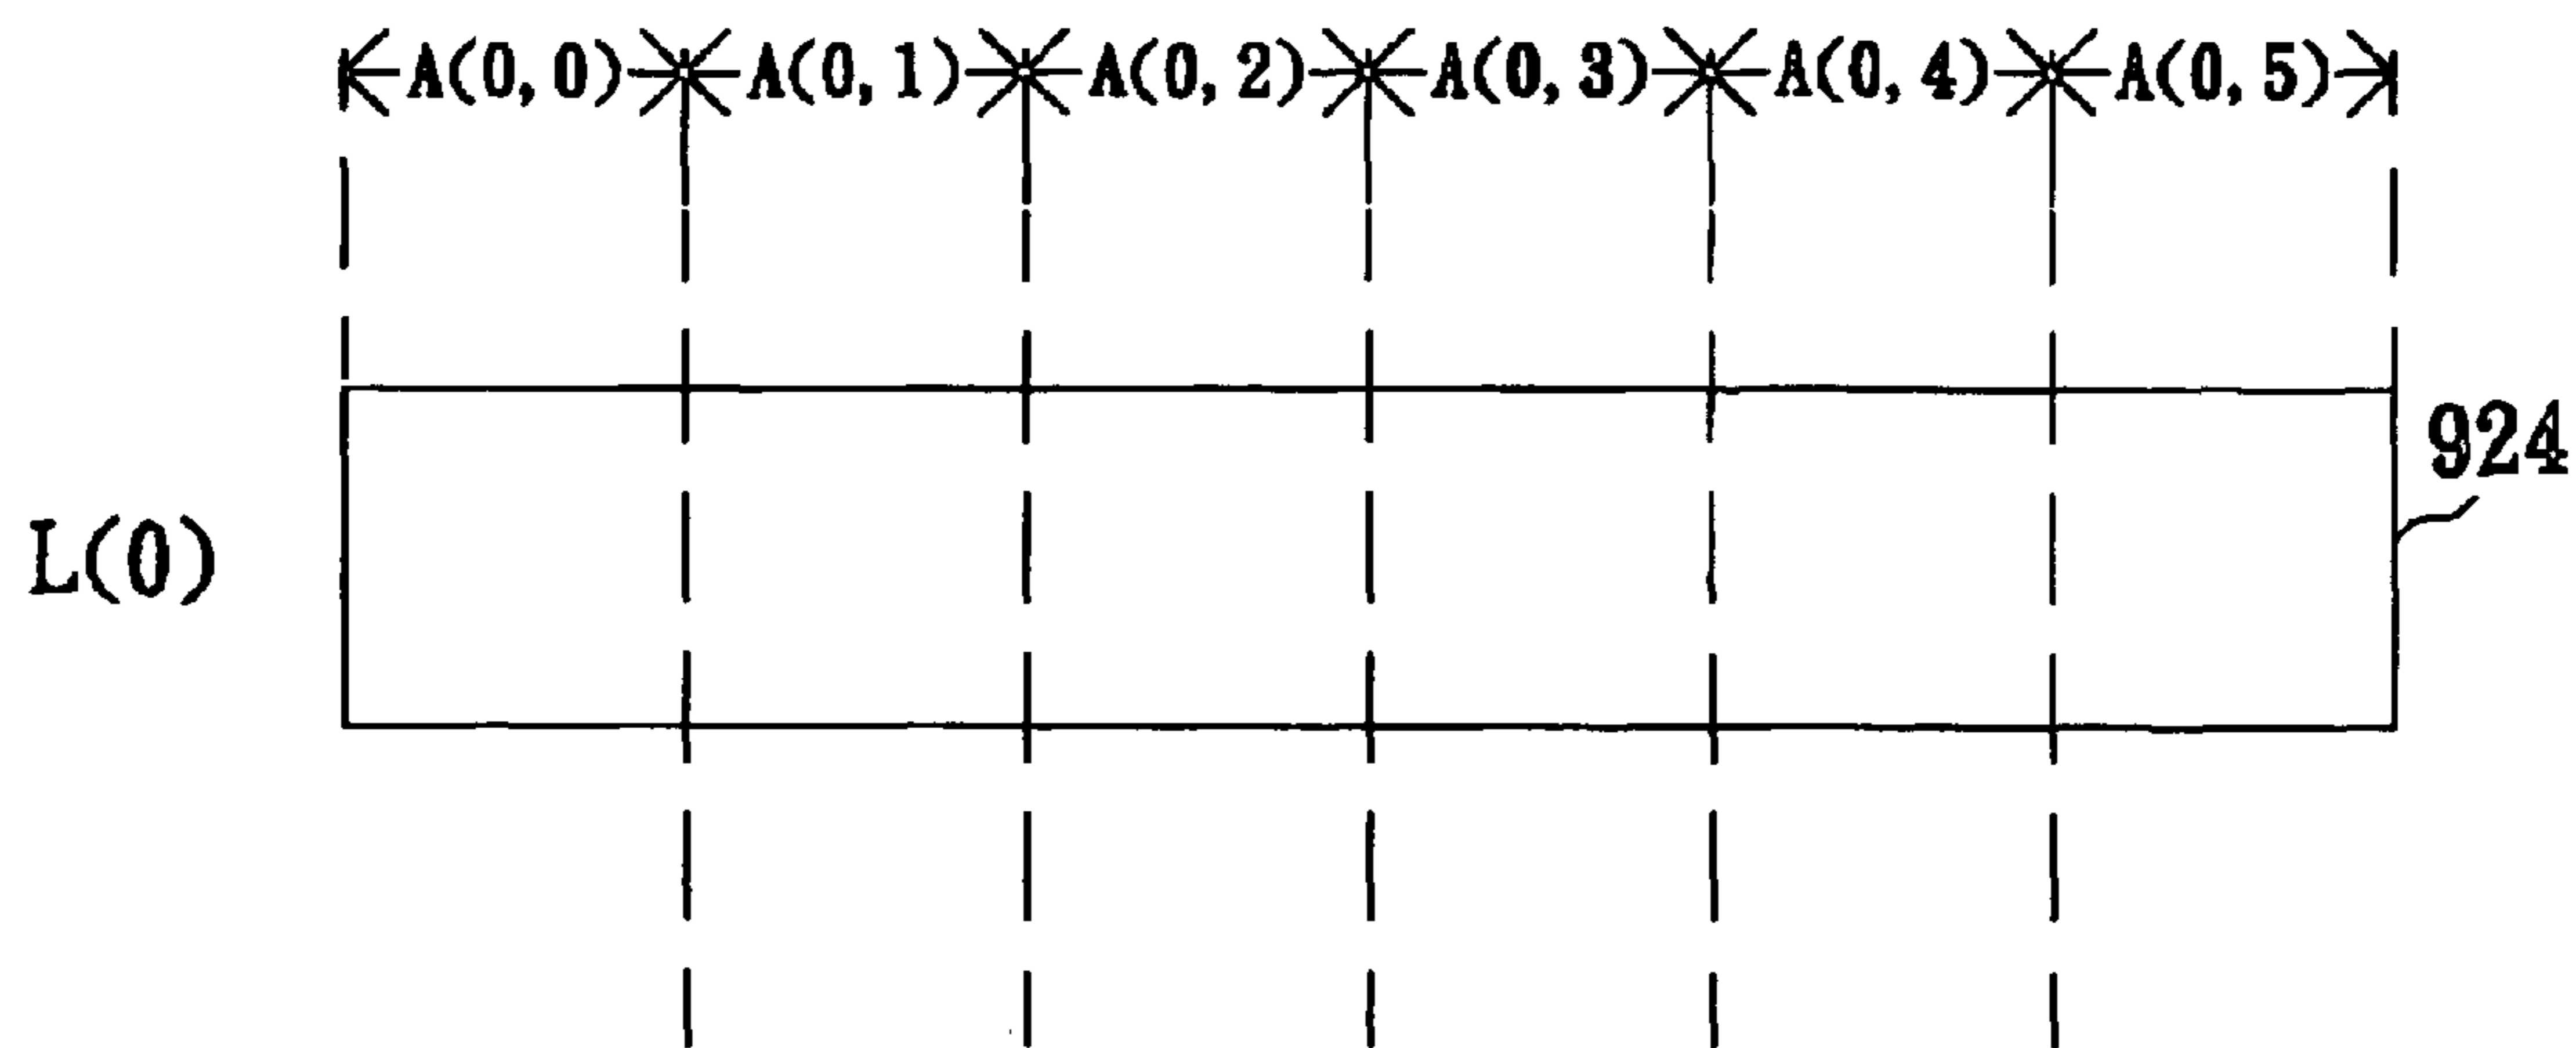 A(0, 0) A(0, 1) A(0, 2) A(0, 3) A(0, 4) A(0, 5)
924
L(0)